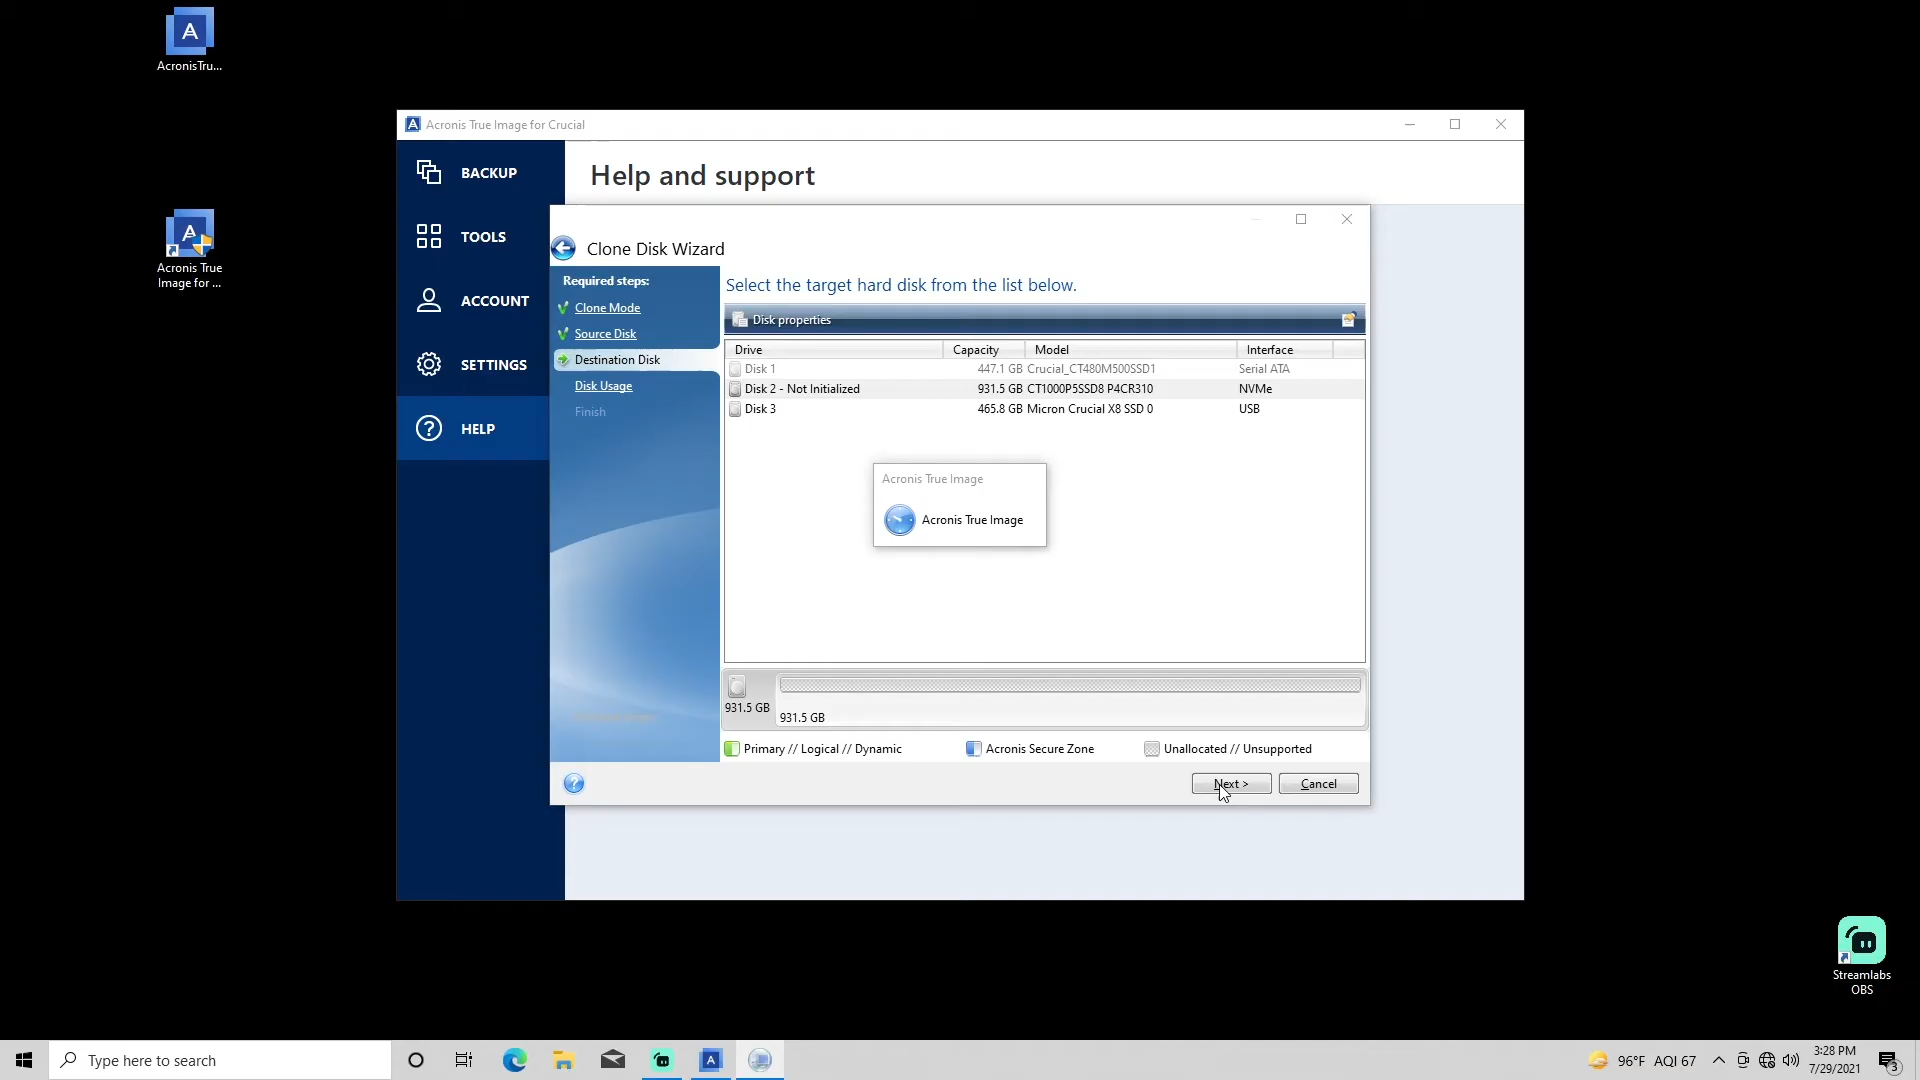 AcronisTru...
Acronis True
Image for ...
Acronis True Image for Crucial
BACKUP
TOOLS
ACCOUNT
SETTINGS
HELP
Help and support
Clone Disk Wizard
Required steps:
Clone Mode
Source Disk
Destination Disk
Disk Usage
Finish
Select the target hard disk from the list below.
Disk properties
Drive Capacity Model Interface
Disk 1 447.1 GB Crucial_CT480M500SSD1 Serial ATA
Disk 2 - Not Initialized 931.5 GB CT1000P5SSD8 P4CR310 NVMe
Disk 3 465.8 GB Micron Crucial X8 SSD 0 USB
Acronis True Image
Acronis True Image
931.5 GB
931.5 GB
Primary // Logical // Dynamic Acronis Secure Zone Unallocated // Unsupported
Next > Cancel
Streamlabs
OBS
Type here to search
96°F AQI 67
3:28 PM
7/29/2021
3